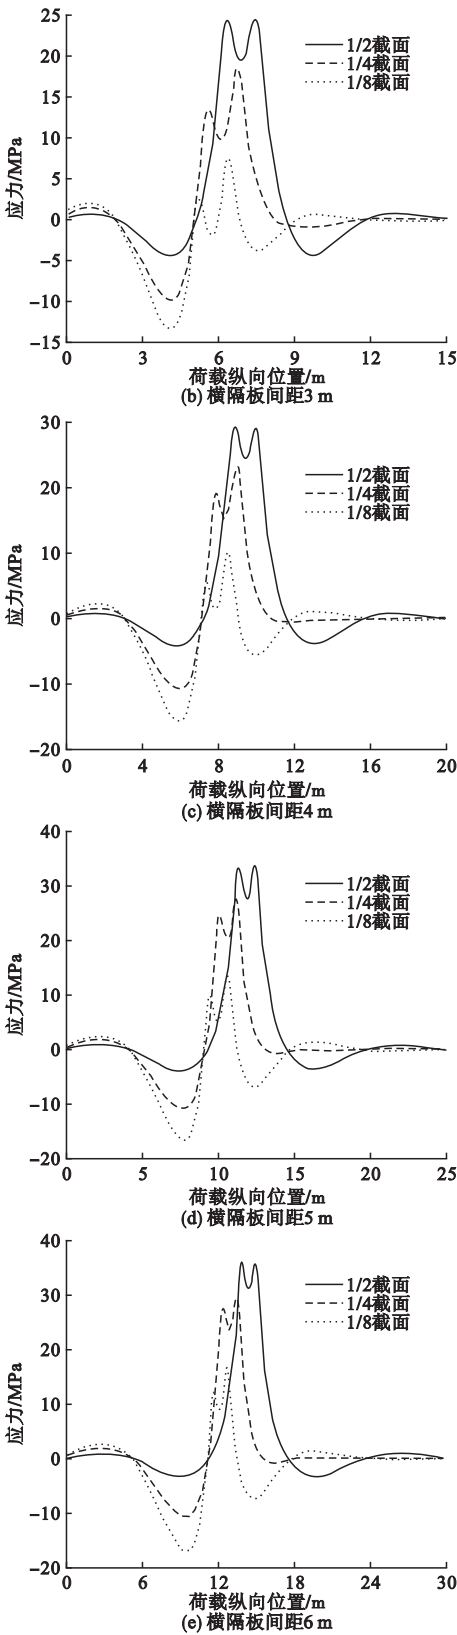 25
20
15
10
5
0
−5
−10
−15
应力/MPa
1/2截面
1/4截面
1/8截面
0 3 6 9 12 15
荷载纵向位置/m
(b) 横隔板间距3 m
30
20
10
0
−10
−20
应力/MPa
1/2截面
1/4截面
1/8截面
0 4 8 12 16 20
荷载纵向位置/m
(c) 横隔板间距4 m
40
30
20
10
0
−10
−20
应力/MPa
1/2截面
1/4截面
1/8截面
0 5 10 15 20 25
荷载纵向位置/m
(d) 横隔板间距5 m
40
30
20
10
0
−10
−20
应力/MPa
1/2截面
1/4截面
1/8截面
0 6 12 18 24 30
荷载纵向位置/m
(e) 横隔板间距6 m